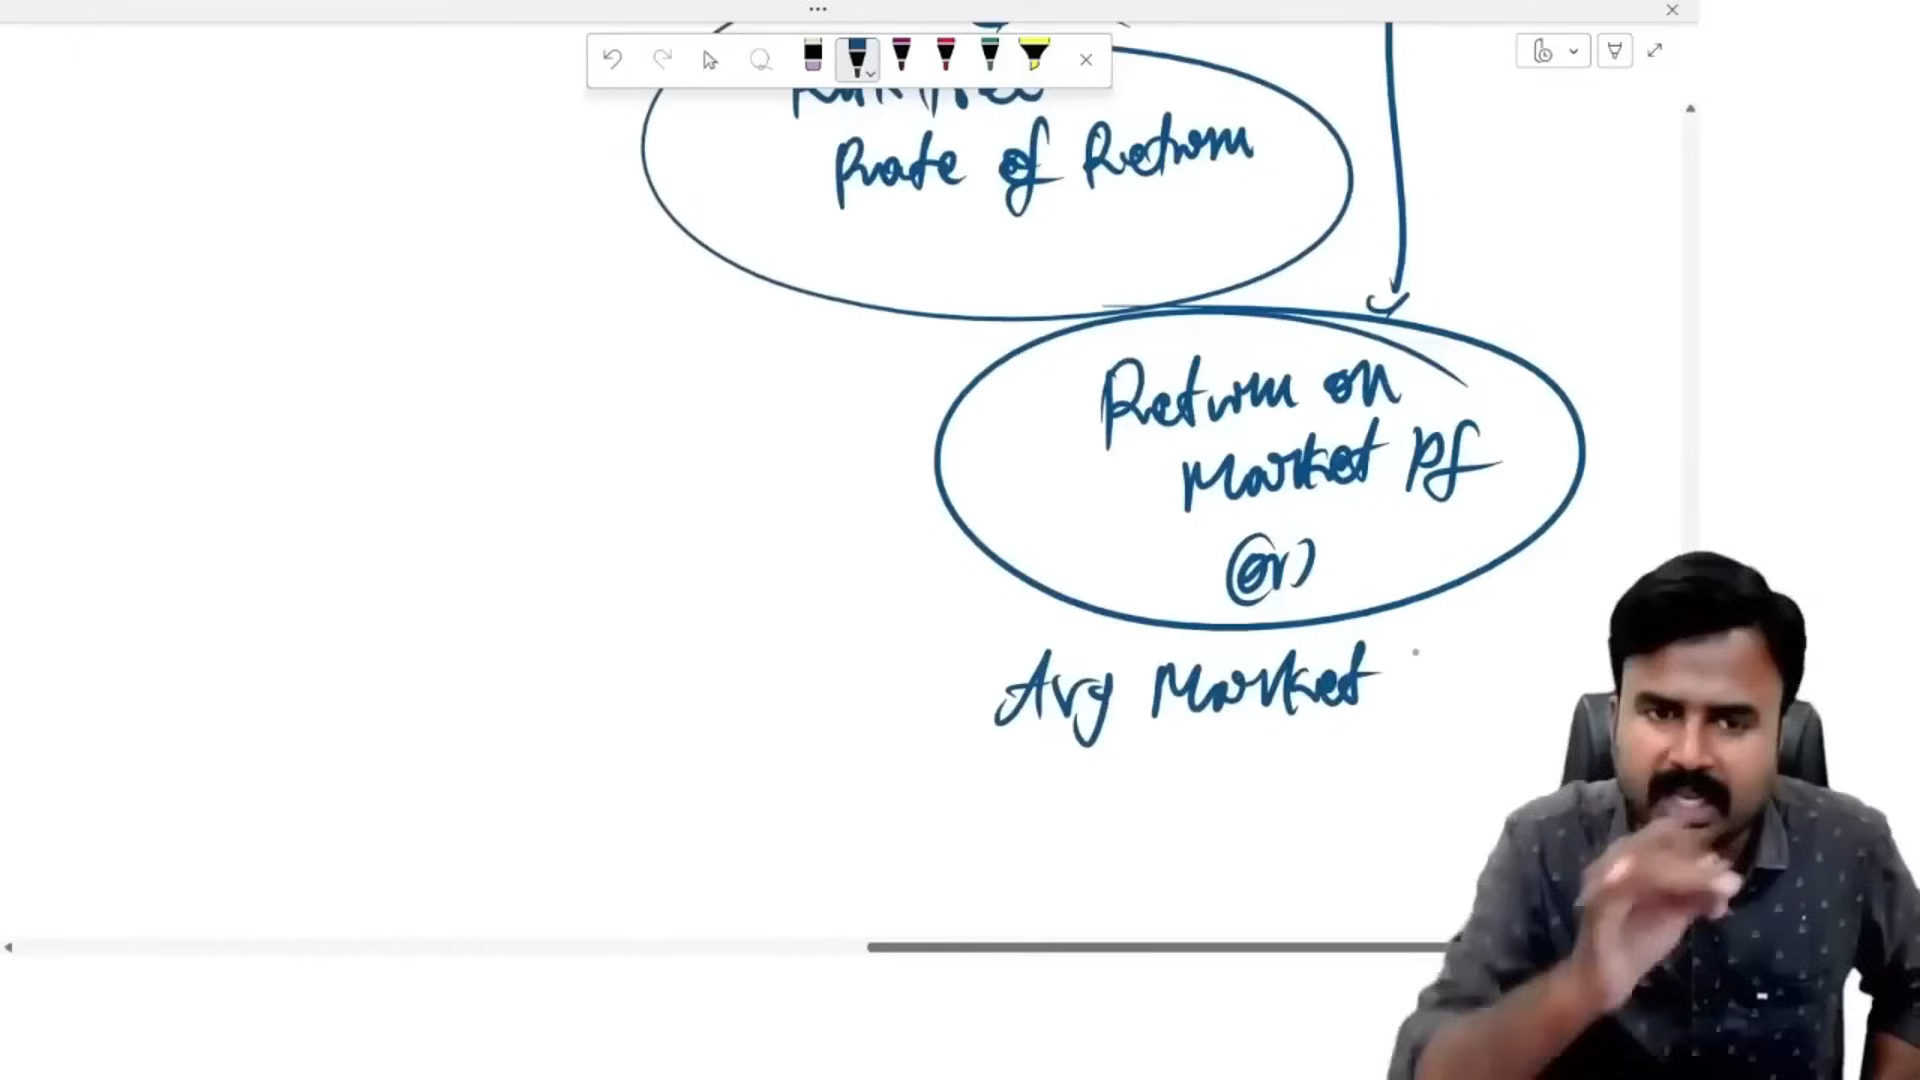 Rate of Return
Return on
Market Pf
(or)
Avg Market